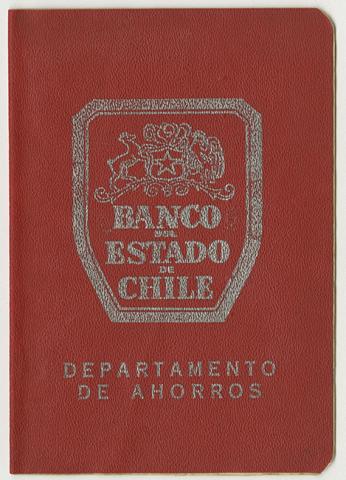 BANCO
DEL
ESTADO
DE
CHILE
DEPARTAMENTO
DE AHORROS